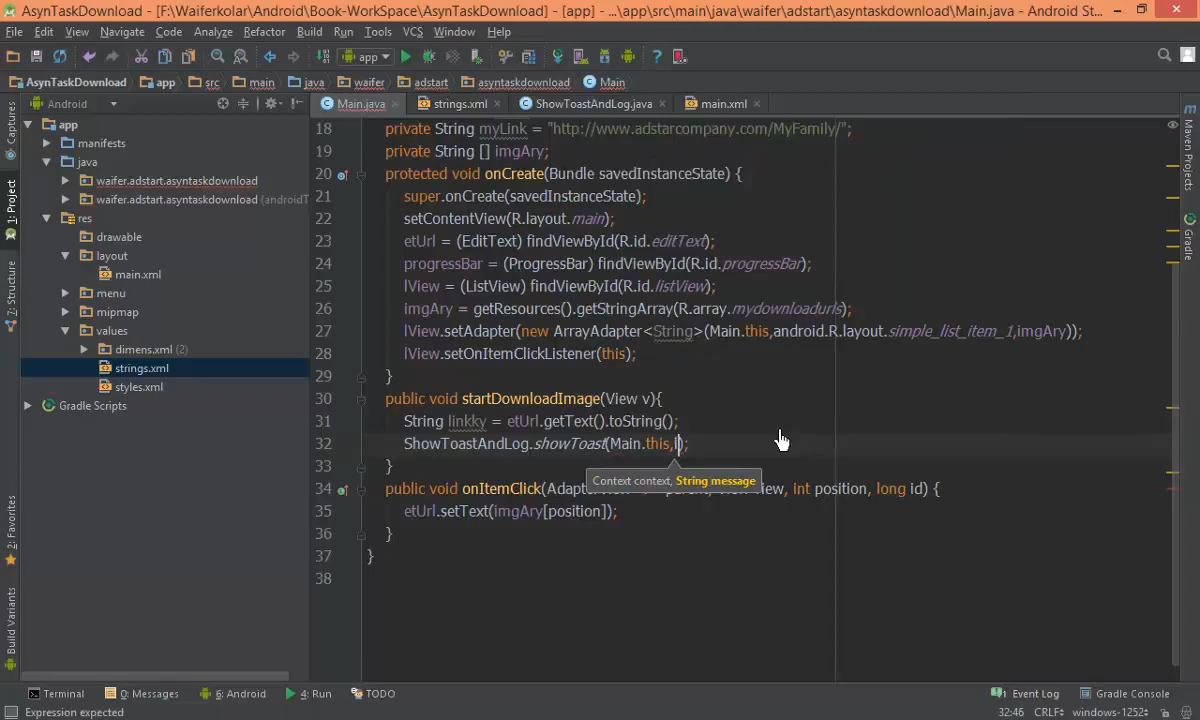 AsynTaskDownload - [F:\Waiferkolar\Android\Book-WorkSpace\AsynTaskDownload] - [app] - ...\app\src\main\java\waifer\adstart\asyntaskdownload\Main.java - Android St...
File Edit View Navigate Code Analyze Refactor Build Run Tools VCS Window Help
app
AsynTaskDownload app src main java waifer adstart asyntaskdownload Main
Android
Main.java strings.xml ShowToastAndLog.java main.xml
app
manifests
java
waifer.adstart.asyntaskdownload
waifer.adstart.asyntaskdownload (androidT
res
drawable
layout
main.xml
menu
mipmap
values
dimens.xml (2)
strings.xml
styles.xml
Gradle Scripts
Captures
1: Project
Z: Structure
2: Favorites
Build Variants
18 private String myLink = "http://www.adstarcompany.com/MyFamily/";
19 private String [] imgAry;
20 protected void onCreate(Bundle savedInstanceState) {
21 super.onCreate(savedInstanceState);
22 setContentView(R.layout.main);
23 etUrl = (EditText) findViewById(R.id.editText);
24 progressBar = (ProgressBar) findViewById(R.id.progressBar);
25 lView = (ListView) findViewById(R.id.listView);
26 imgAry = getResources().getStringArray(R.array.mydownloadurls);
27 lView.setAdapter(new ArrayAdapter<String>(Main.this,android.R.layout.simple_list_item_1,imgAry));
28 lView.setOnItemClickListener(this);
29 }
30 public void startDownloadImage(View v){
31 String linkky = etUrl.getText().toString();
32 ShowToastAndLog.showToast(Main.this,l);
33 }
Context context, String message
34 public void onItemClick(AdapterView parent, View view, int position, long id) {
35 etUrl.setText(imgAry[position]);
36 }
37 }
38
Maven Projects
Gradle
Terminal 0: Messages 6: Android 4: Run TODO Event Log Gradle Console
Expression expected 32:46 CRLF windows-1252